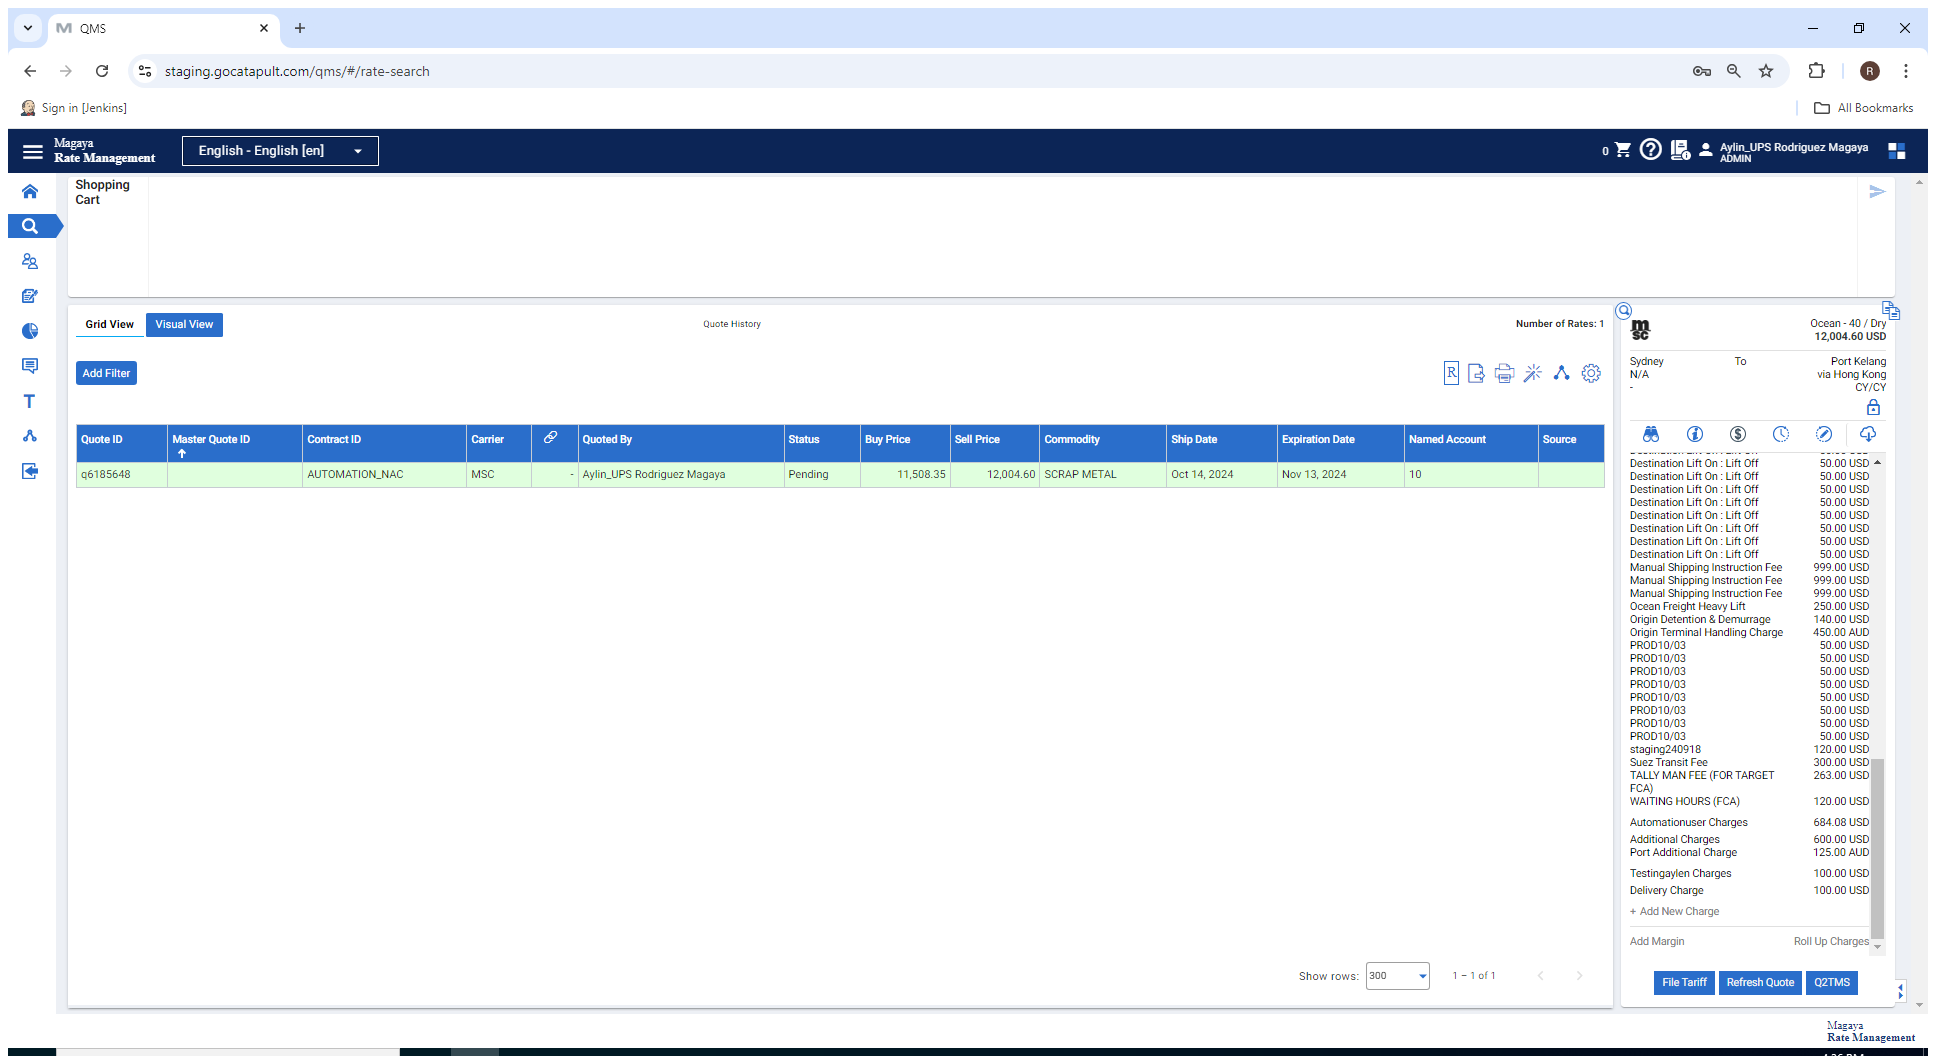 QMS
staging.gocatapult.com/qms/#/rate-search
R
Sign in [Jenkins]
All Bookmarks
Magaya
Rate Management
English - English [en]
0
Aylin_UPS Rodriguez Magaya
ADMIN
Shopping
Cart
Grid View
Visual View
Quote History
Number of Rates: 1
Add Filter
R
Quote ID
Master Quote ID
Contract ID
Carrier
Quoted By
Status
Buy Price
Sell Price
Commodity
Ship Date
Expiration Date
Named Account
Source
q6185648
AUTOMATION_NAC
MSC
-
Aylin_UPS Rodriguez Magaya
Pending
11,508.35
12,004.60
SCRAP METAL
Oct 14, 2024
Nov 13, 2024
10
Show rows:
300
1 – 1 of 1
msc
Ocean - 40 / Dry
12,004.60 USD
Sydney
To
Port Kelang
N/A
via Hong Kong
-
CY/CY
Destination Lift On : Lift Off 50.00 USD
Destination Lift On : Lift Off 50.00 USD
Destination Lift On : Lift Off 50.00 USD
Destination Lift On : Lift Off 50.00 USD
Destination Lift On : Lift Off 50.00 USD
Destination Lift On : Lift Off 50.00 USD
Destination Lift On : Lift Off 50.00 USD
Destination Lift On : Lift Off 50.00 USD
Manual Shipping Instruction Fee 999.00 USD
Manual Shipping Instruction Fee 999.00 USD
Manual Shipping Instruction Fee 999.00 USD
Ocean Freight Heavy Lift 250.00 USD
Origin Detention & Demurrage 140.00 USD
Origin Terminal Handling Charge 450.00 AUD
PROD10/03 50.00 USD
PROD10/03 50.00 USD
PROD10/03 50.00 USD
PROD10/03 50.00 USD
PROD10/03 50.00 USD
PROD10/03 50.00 USD
PROD10/03 50.00 USD
PROD10/03 50.00 USD
staging240918 120.00 USD
Suez Transit Fee 300.00 USD
TALLY MAN FEE (FOR TARGET 263.00 USD
FCA)
WAITING HOURS (FCA) 120.00 USD
Automationuser Charges 684.08 USD
Additional Charges 600.00 USD
Port Additional Charge 125.00 AUD
Testingaylen Charges 100.00 USD
Delivery Charge 100.00 USD
+ Add New Charge
Add Margin
Roll Up Charges
File Tariff
Refresh Quote
Q2TMS
Magaya
Rate Management